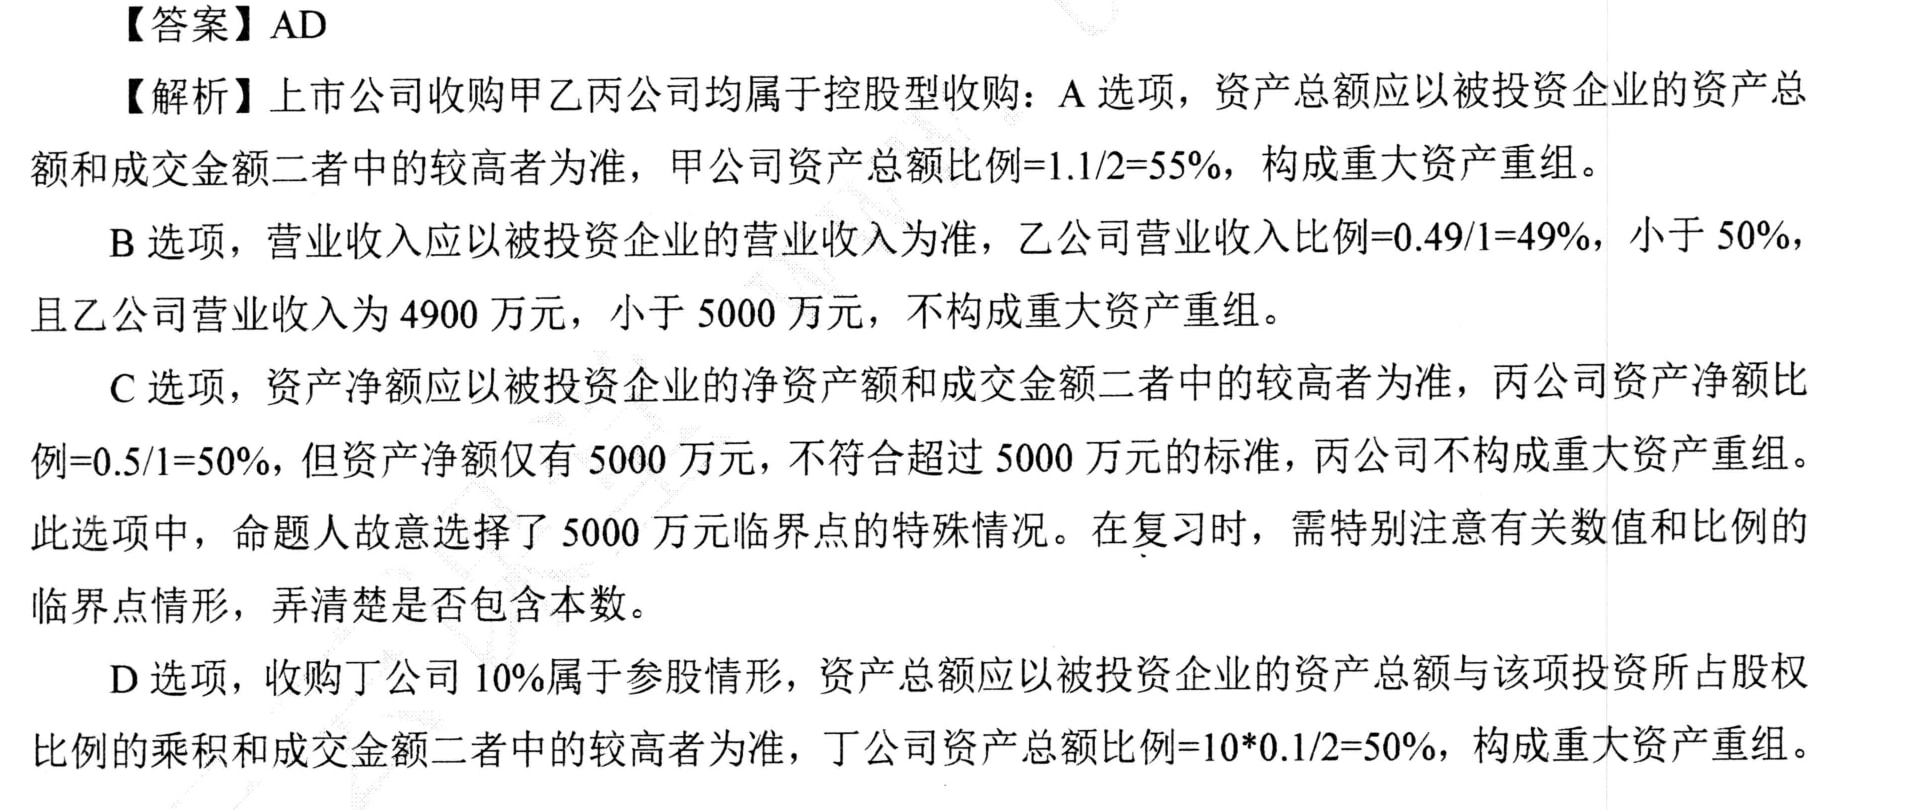 【答案】AD
【解析】上市公司收购甲乙丙公司均属于控股型收购：A 选项，资产总额应以被投资企业的资产总
额和成交金额二者中的较高者为准，甲公司资产总额比例=1.1/2=55%，构成重大资产重组。
B 选项，营业收入应以被投资企业的营业收入为准，乙公司营业收入比例=0.49/1=49%，小于 50%，
且乙公司营业收入为 4900 万元，小于 5000 万元，不构成重大资产重组。
C 选项，资产净额应以被投资企业的净资产额和成交金额二者中的较高者为准，丙公司资产净额比
例=0.5/1=50%，但资产净额仅有 5000 万元，不符合超过 5000 万元的标准，丙公司不构成重大资产重组。
此选项中，命题人故意选择了 5000 万元临界点的特殊情况。在复习时，需特别注意有关数值和比例的
临界点情形，弄清楚是否包含本数。
D 选项，收购丁公司 10%属于参股情形，资产总额应以被投资企业的资产总额与该项投资所占股权
比例的乘积和成交金额二者中的较高者为准，丁公司资产总额比例=10*0.1/2=50%，构成重大资产重组。